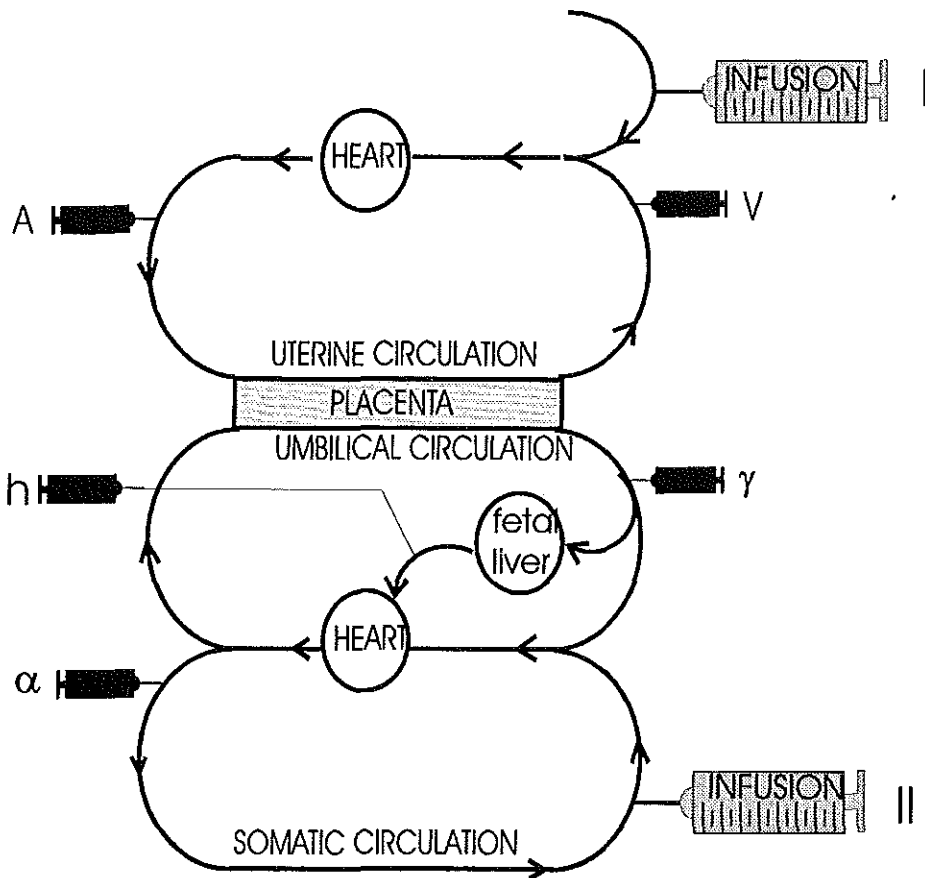 INFUSION I
HEART
A
V
UTERINE CIRCULATION
PLACENTA
UMBILICAL CIRCULATION
h
γ
fetal
liver
HEART
α
INFUSION II
SOMATIC CIRCULATION